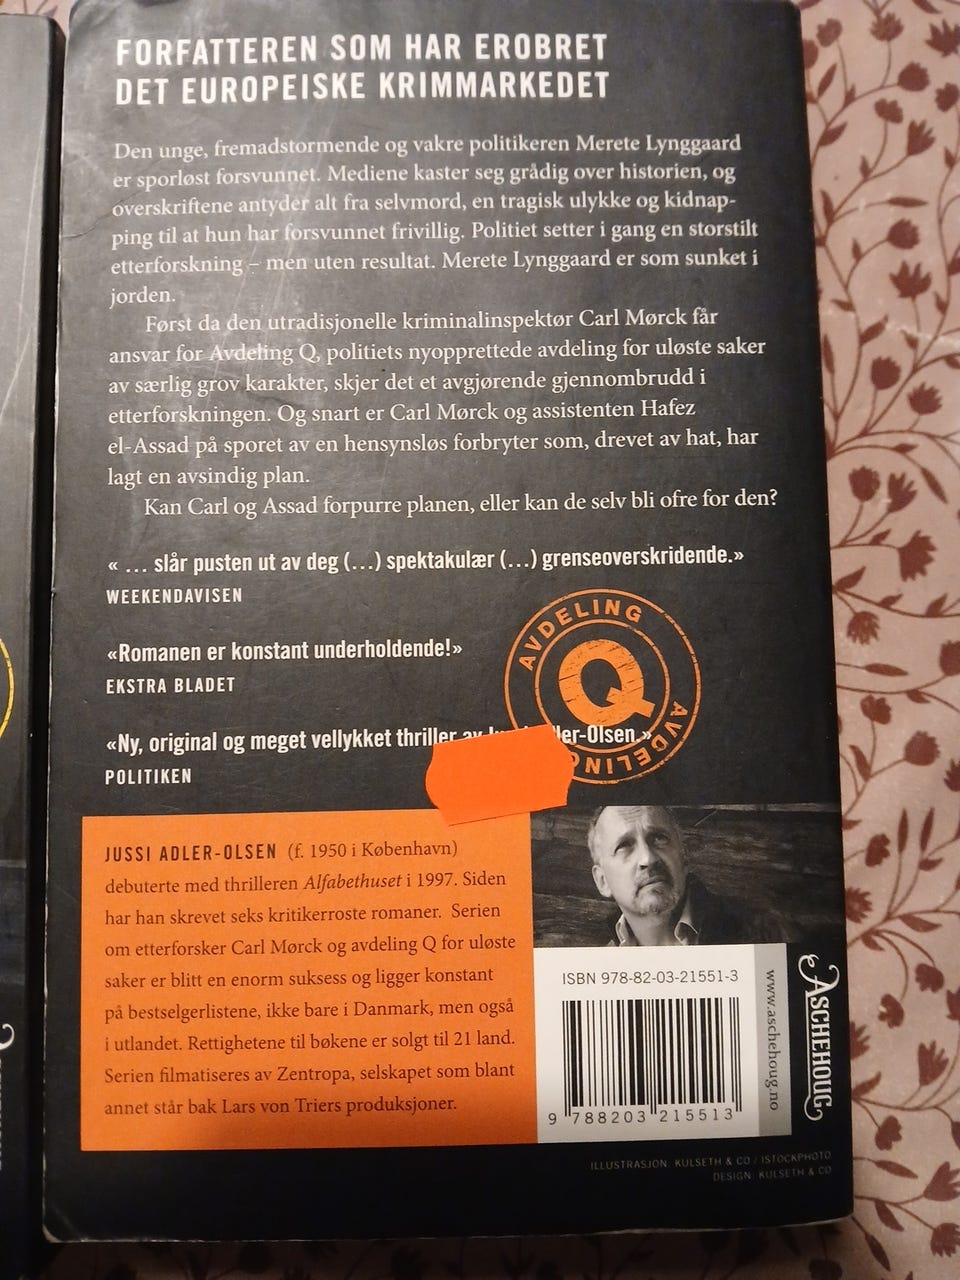 FORFATTEREN SOM HAR EROBRET
DET EUROPEISKE KRIMMARKEDET
Den unge, fremadstormende og vakre politikeren Merete Lynggaard
er sporløst forsvunnet. Mediene kaster seg grådig over historien, og
overskriftene antyder alt fra selvmord, en tragisk ulykke og kidnap-
ping til at hun har forsvunnet frivillig. Politiet setter i gang en storstilt
etterforskning – men uten resultat. Merete Lynggaard er som sunket i
jorden.
Først da den utradisjonelle kriminalinspektør Carl Mørck får
ansvar for Avdeling Q, politiets nyopprettede avdeling for uløste saker
av særlig grov karakter, skjer det et avgjørende gjennombrudd i
etterforskningen. Og snart er Carl Mørck og assistenten Hafez
el-Assad på sporet av en hensynsløs forbryter som, drevet av hat, har
lagt en avsindig plan.
Kan Carl og Assad forpurre planen, eller kan de selv bli ofre for den?
« … slår pusten ut av deg (…) spektakulær (…) grenseoverskridende.»
WEEKENDAVISEN
«Romanen er konstant underholdende!»
EKSTRA BLADET
«Ny, original og meget vellykket thriller av ler-Olsen.»
POLITIKEN
AVDELING
Q
AVDELING
JUSSI ADLER-OLSEN (f. 1950 i København)
debuterte med thrilleren Alfabethuset i 1997. Siden
har han skrevet seks kritikerroste romaner. Serien
om etterforsker Carl Mørck og avdeling Q for uløste
saker er blitt en enorm suksess og ligger konstant
på bestselgerlistene, ikke bare i Danmark, men også
i utlandet. Rettighetene til bøkene er solgt til 21 land.
Serien filmatiseres av Zentropa, selskapet som blant
annet står bak Lars von Triers produksjoner.
ISBN 978-82-03-21551-3
9 788203 215513
www.aschehoug.no
ASCHEHOUG
ILLUSTRASJON: KULSETH & CO / ISTOCKPHOTO
DESIGN: KULSETH & CO